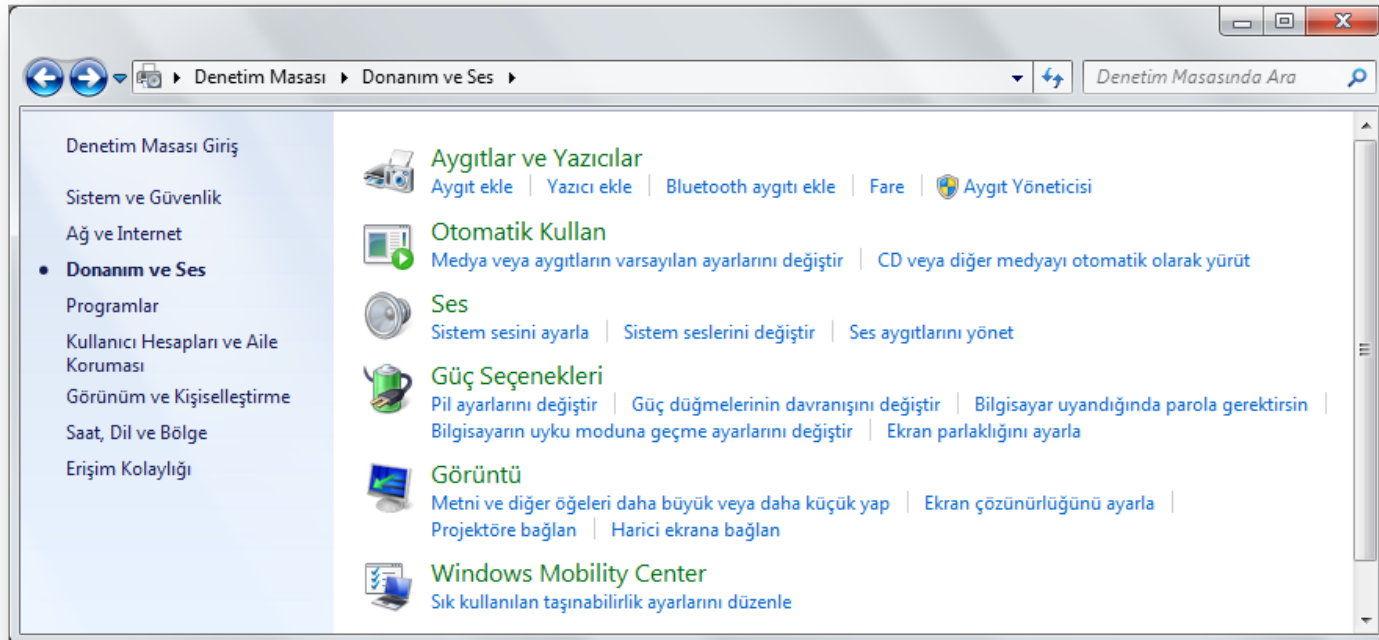 Denetim Masası Donanım ve Ses
Denetim Masasında Ara
Denetim Masası Giriş
Sistem ve Güvenlik
Ağ ve Internet
Donanım ve Ses
Programlar
Kullanıcı Hesapları ve Aile
Koruması
Görünüm ve Kişiselleştirme
Saat, Dil ve Bölge
Erişim Kolaylığı
Aygıtlar ve Yazıcılar
Aygıt ekle Yazıcı ekle Bluetooth aygıtı ekle Fare Aygıt Yöneticisi
Otomatik Kullan
Medya veya aygıtların varsayılan ayarlarını değiştir CD veya diğer medyayı otomatik olarak yürüt
Ses
Sistem sesini ayarla Sistem seslerini değiştir Ses aygıtlarını yönet
Güç Seçenekleri
Pil ayarlarını değiştir Güç düğmelerinin davranışını değiştir Bilgisayar uyandığında parola gerektirsin
Bilgisayarın uyku moduna geçme ayarlarını değiştir Ekran parlaklığını ayarla
Görüntü
Metni ve diğer öğeleri daha büyük veya daha küçük yap Ekran çözünürlüğünü ayarla
Projektöre bağlan Harici ekrana bağlan
Windows Mobility Center
Sık kullanılan taşınabilirlik ayarlarını düzenle